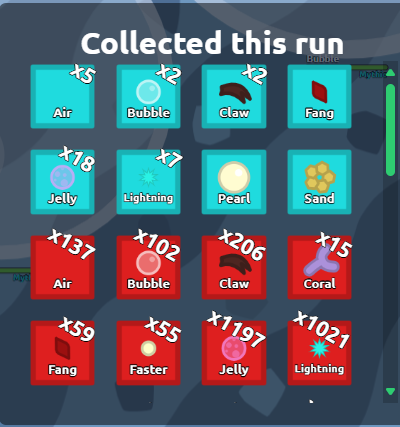 Collected this run
Bubble
x5 x2 x2
Air Bubble Claw Fang
x18 x7
Jelly Lightning Pearl Sand
x137 x102 x206 x15
Air Bubble Claw Coral
x59 x55 x1197 x1021
Fang Faster Jelly Lightning